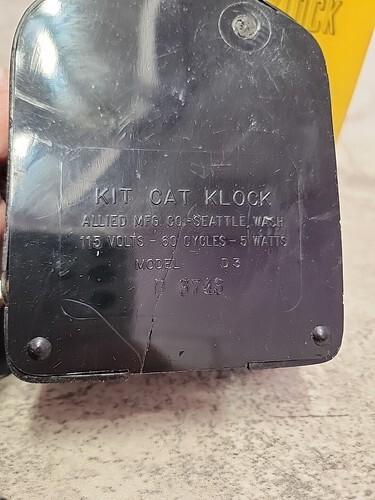 KIT CAT KLOCK
ALLIED MFG. CO.-SEATTLE, WASH
115 VOLTS - 60 CYCLES - 5 WATTS
MODEL D3